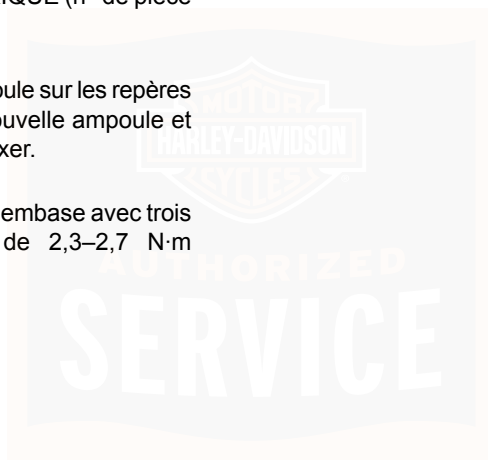 RIQUE (n° de pièce
oule sur les repères
ouvelle ampoule et
xer.
embase avec trois
de 2,3–2,7 N·m
MOTOR
HARLEY-DAVIDSON
CYCLES
AUTHORIZED
SERVICE